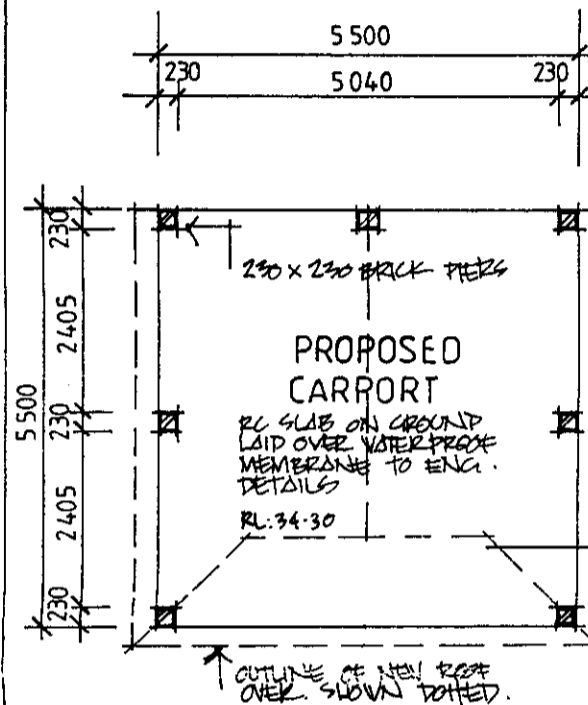 5 500
230 5040 230
230
2405
5 500
230
2405
230
230 x 230 BRICK PIERS
PROPOSED
CARPORT
RC SLAB ON GROUND
LAID OVER WATERPROOF
MEMBRANE TO ENG.
DETAILS
RL:34-30
OUTLINE OF NEW ROOF
OVER SHOWN DOTTED.